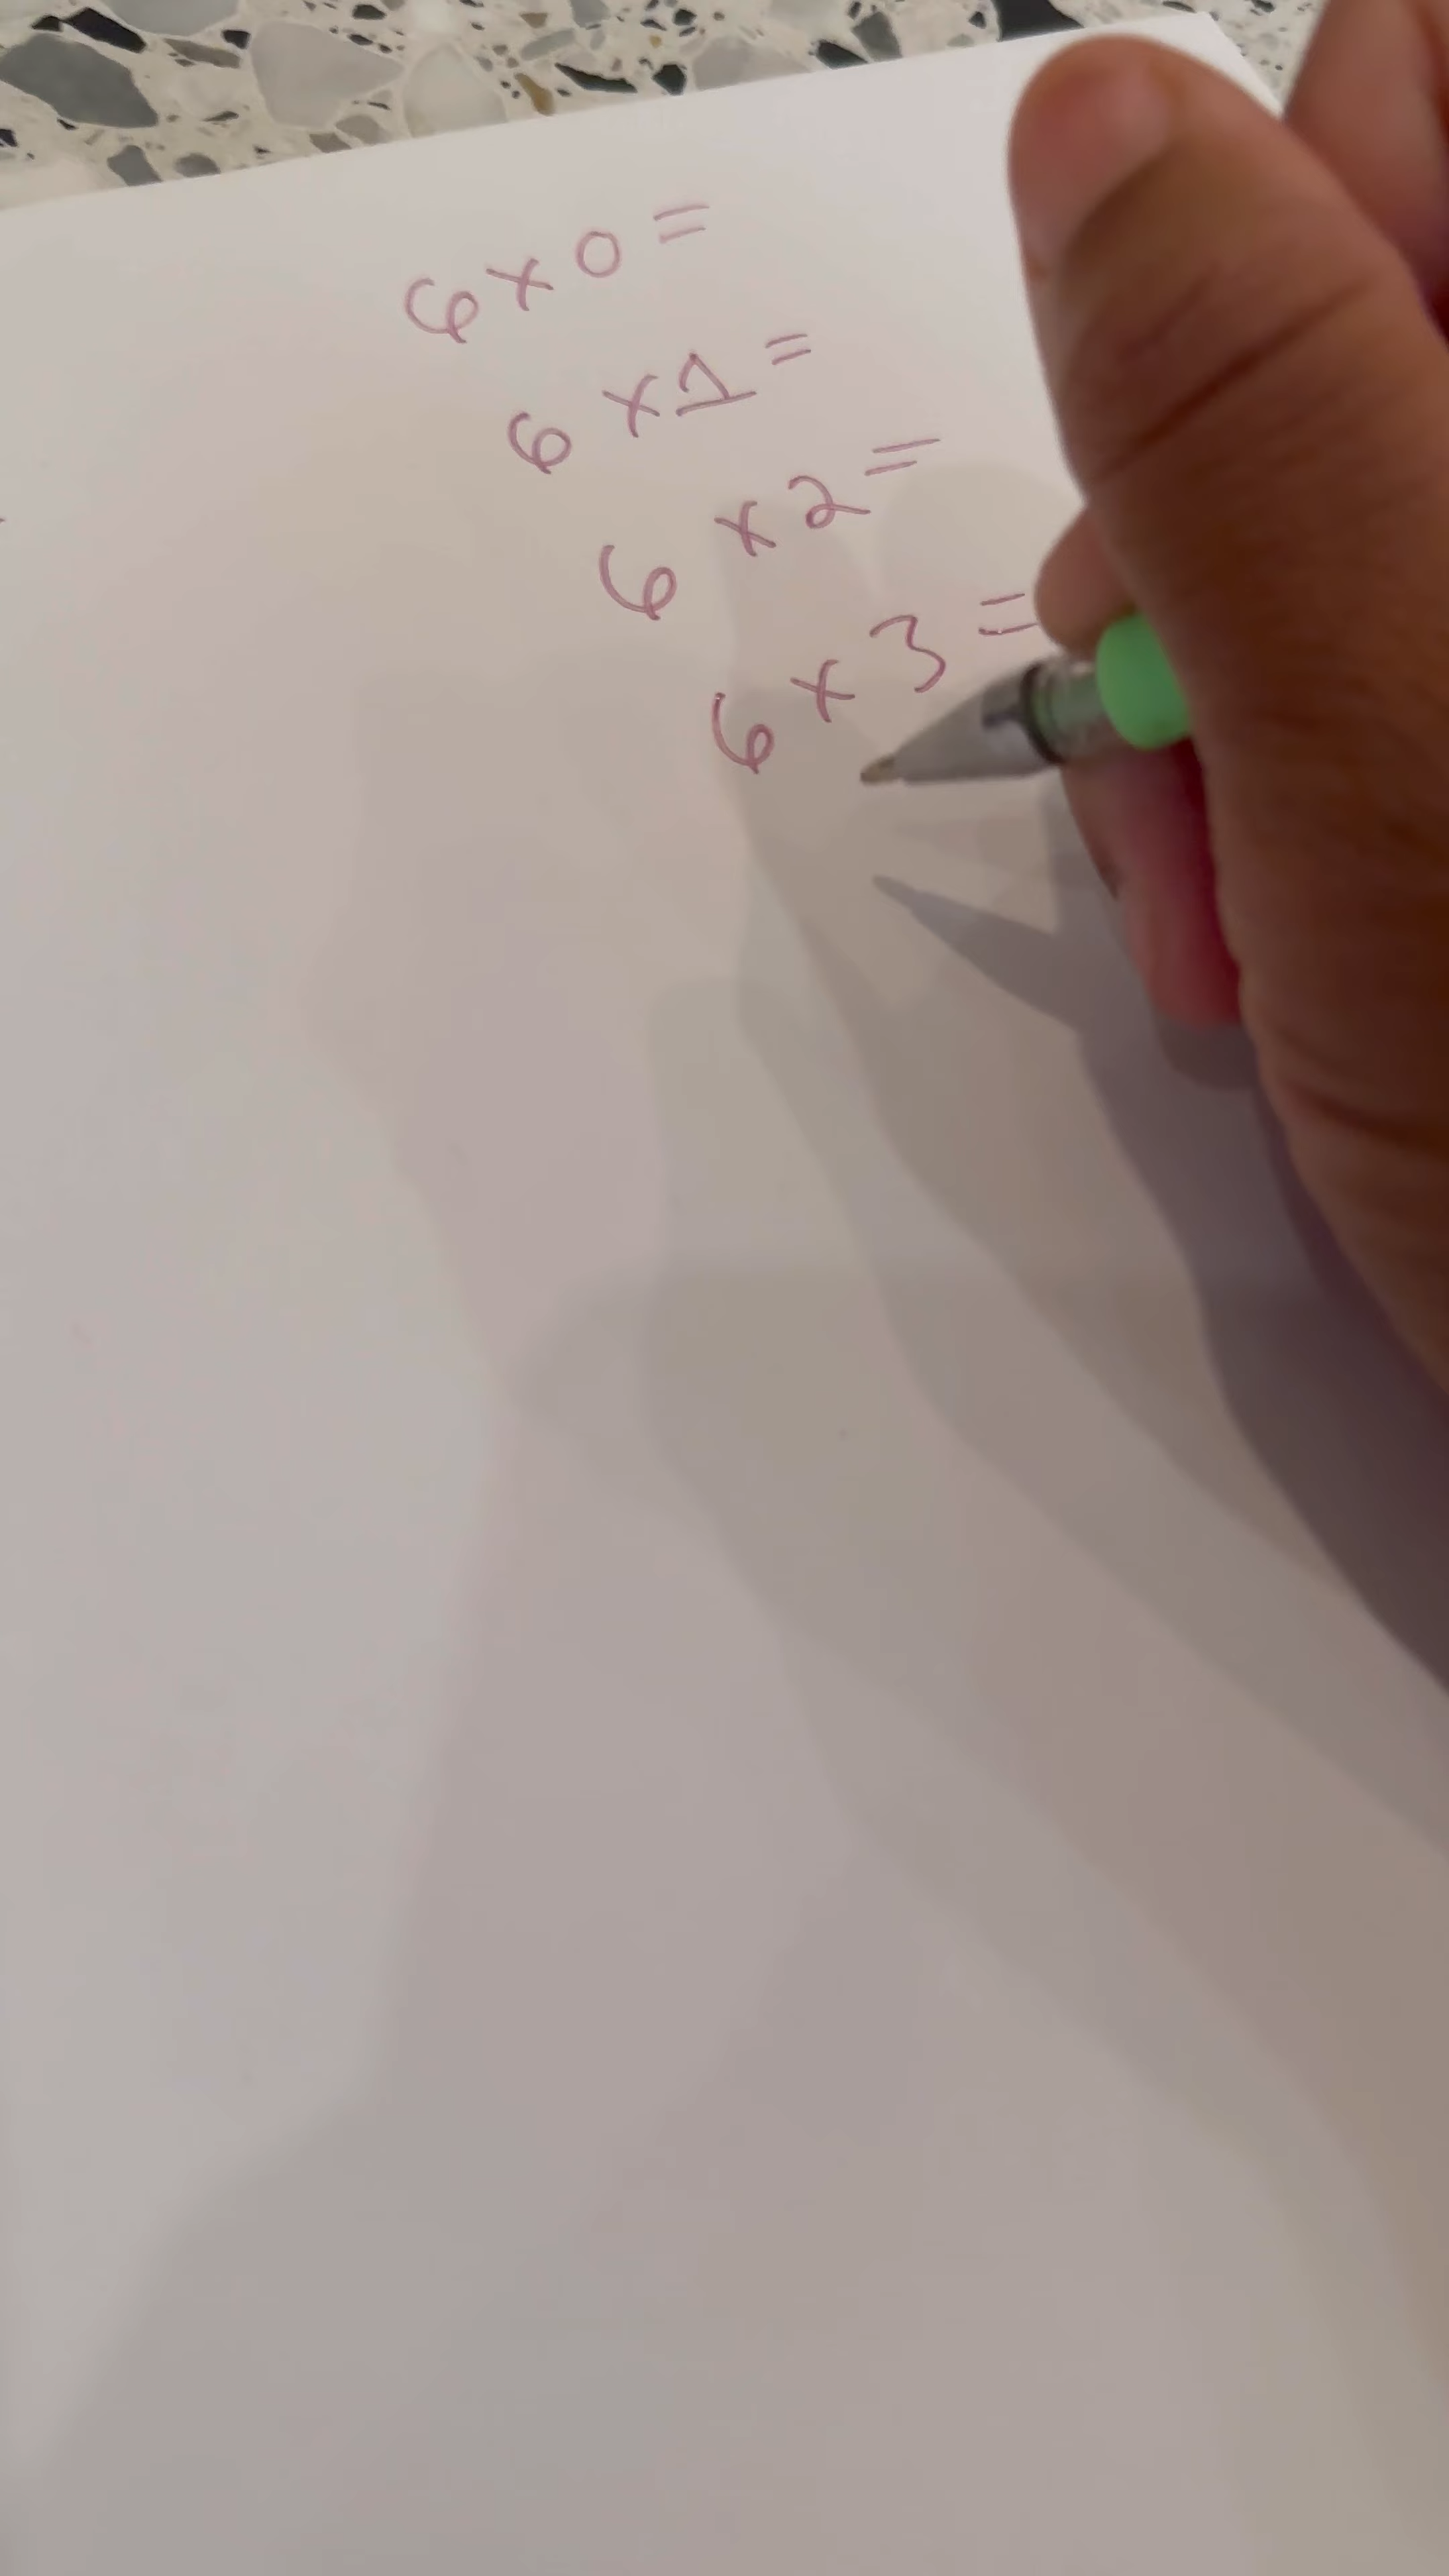 6 x 0 =
6 x 1 =
6 x 2 =
6 x 3 =